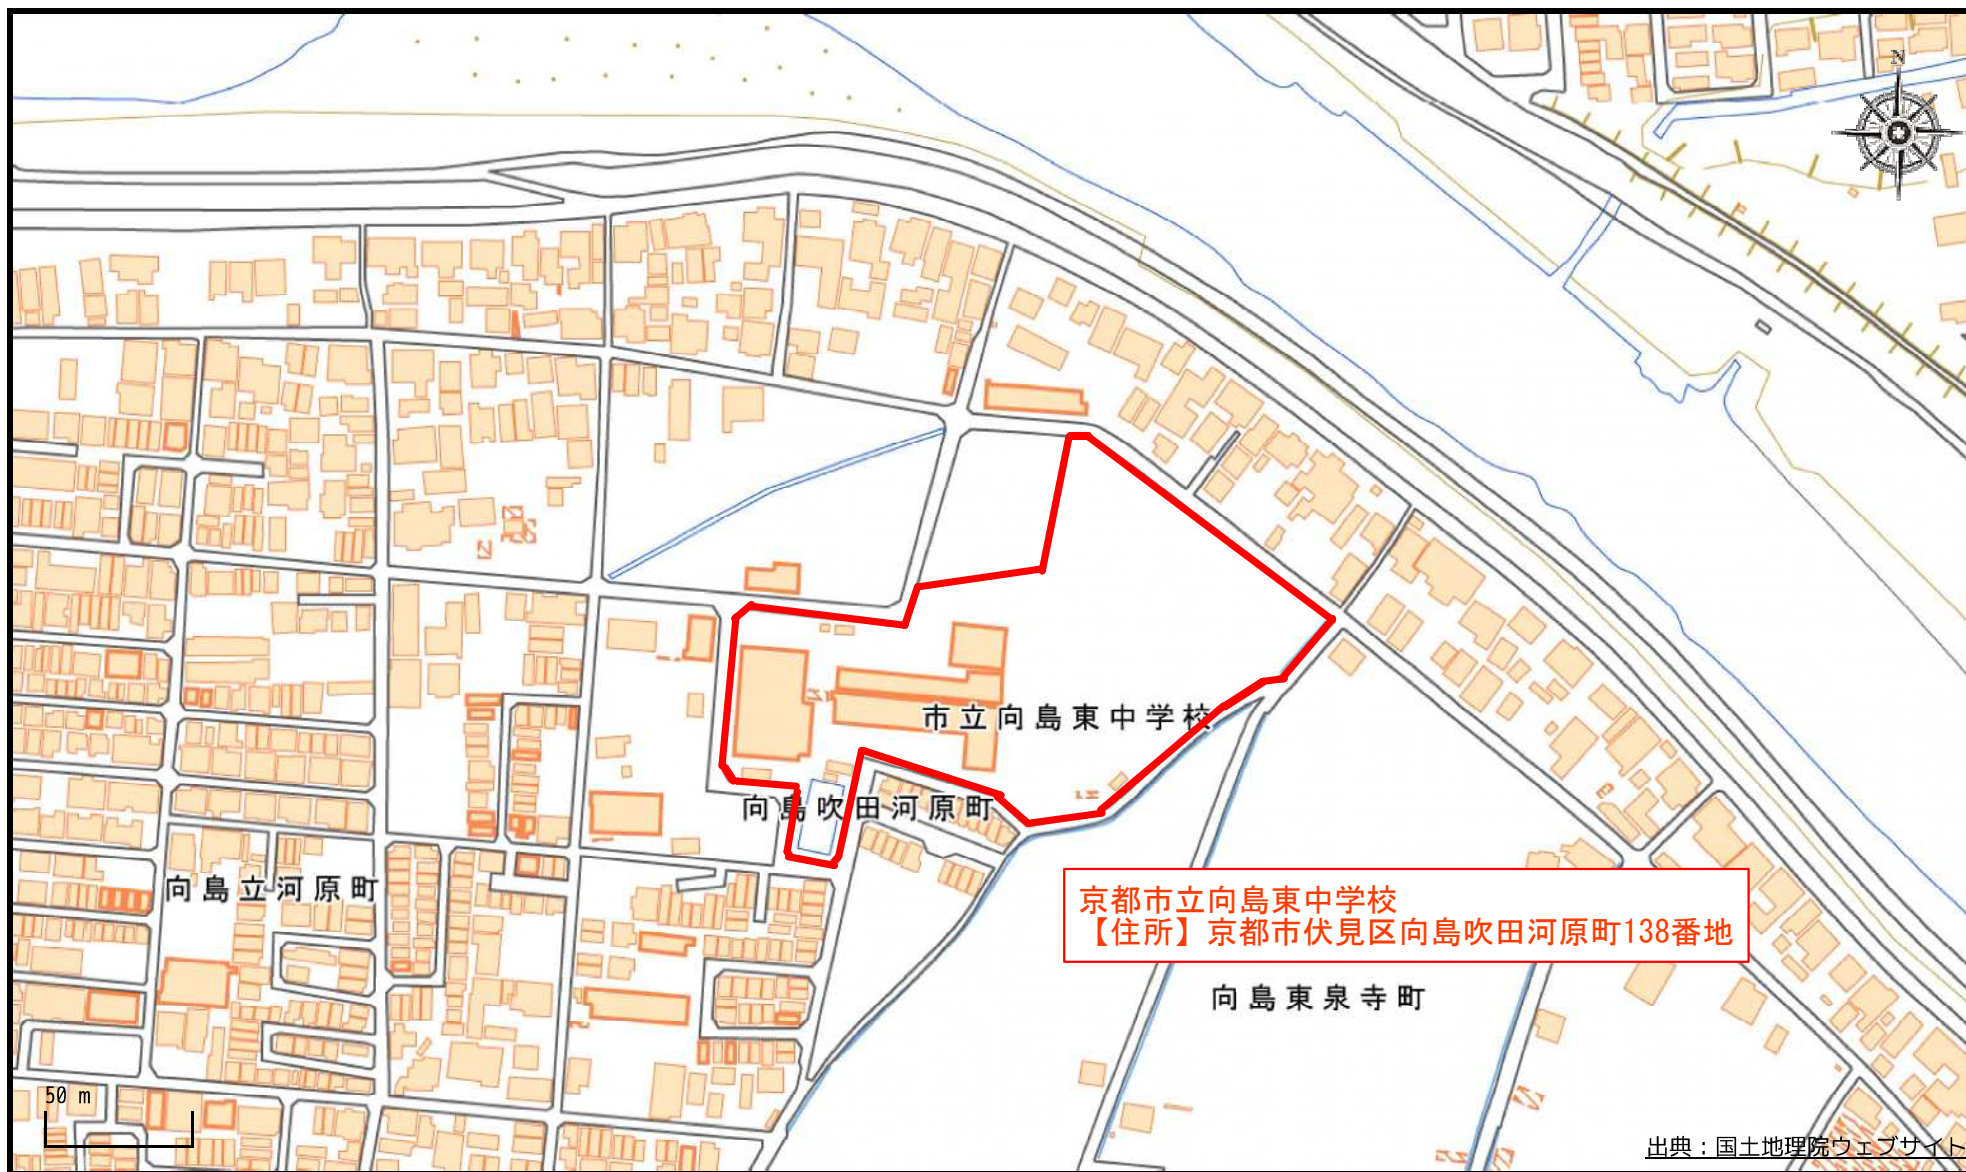 N
市立向島東中学校
向島吹田河原町
向島立河原町
京都市立向島東中学校
【住所】京都市伏見区向島吹田河原町138番地
向島東泉寺町
50 m
出典：国土地理院ウェブサイト